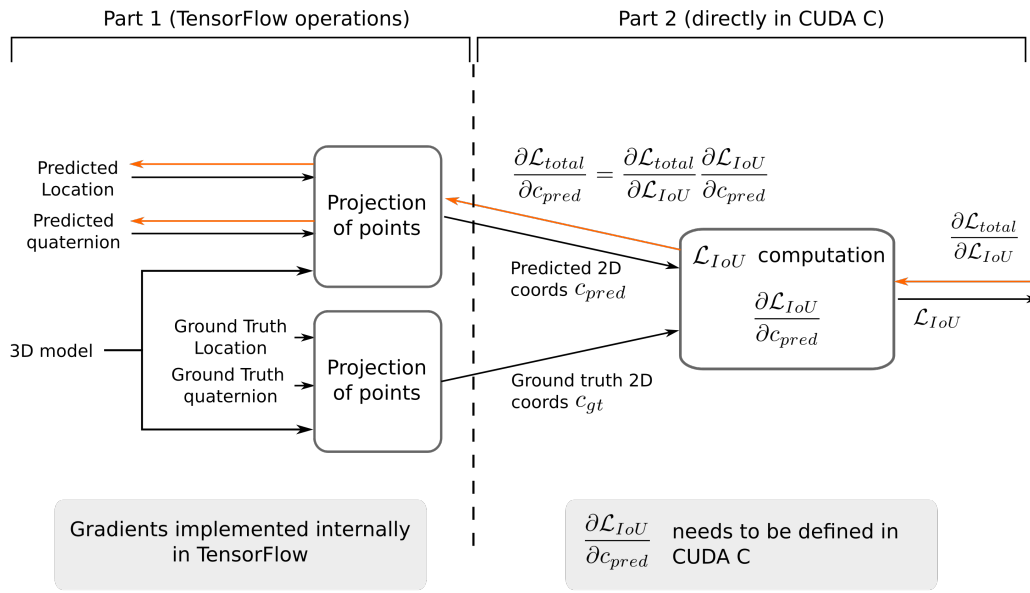 Part 1 (TensorFlow operations)
Part 2 (directly in CUDA C)
Predicted
Location
Predicted
quaternion
3D model
Projection
of points
Ground Truth
Location
Ground Truth
quaternion
Projection
of points
∂ℒ_total/∂c_pred = ∂ℒ_total/∂ℒ_IoU ∂ℒ_IoU/∂c_pred
Predicted 2D
coords c_pred
Ground truth 2D
coords c_gt
ℒ_IoU computation
∂ℒ_IoU/∂c_pred
∂ℒ_total/∂ℒ_IoU
ℒ_IoU
Gradients implemented internally
in TensorFlow
∂ℒ_IoU/∂c_pred needs to be defined in
CUDA C